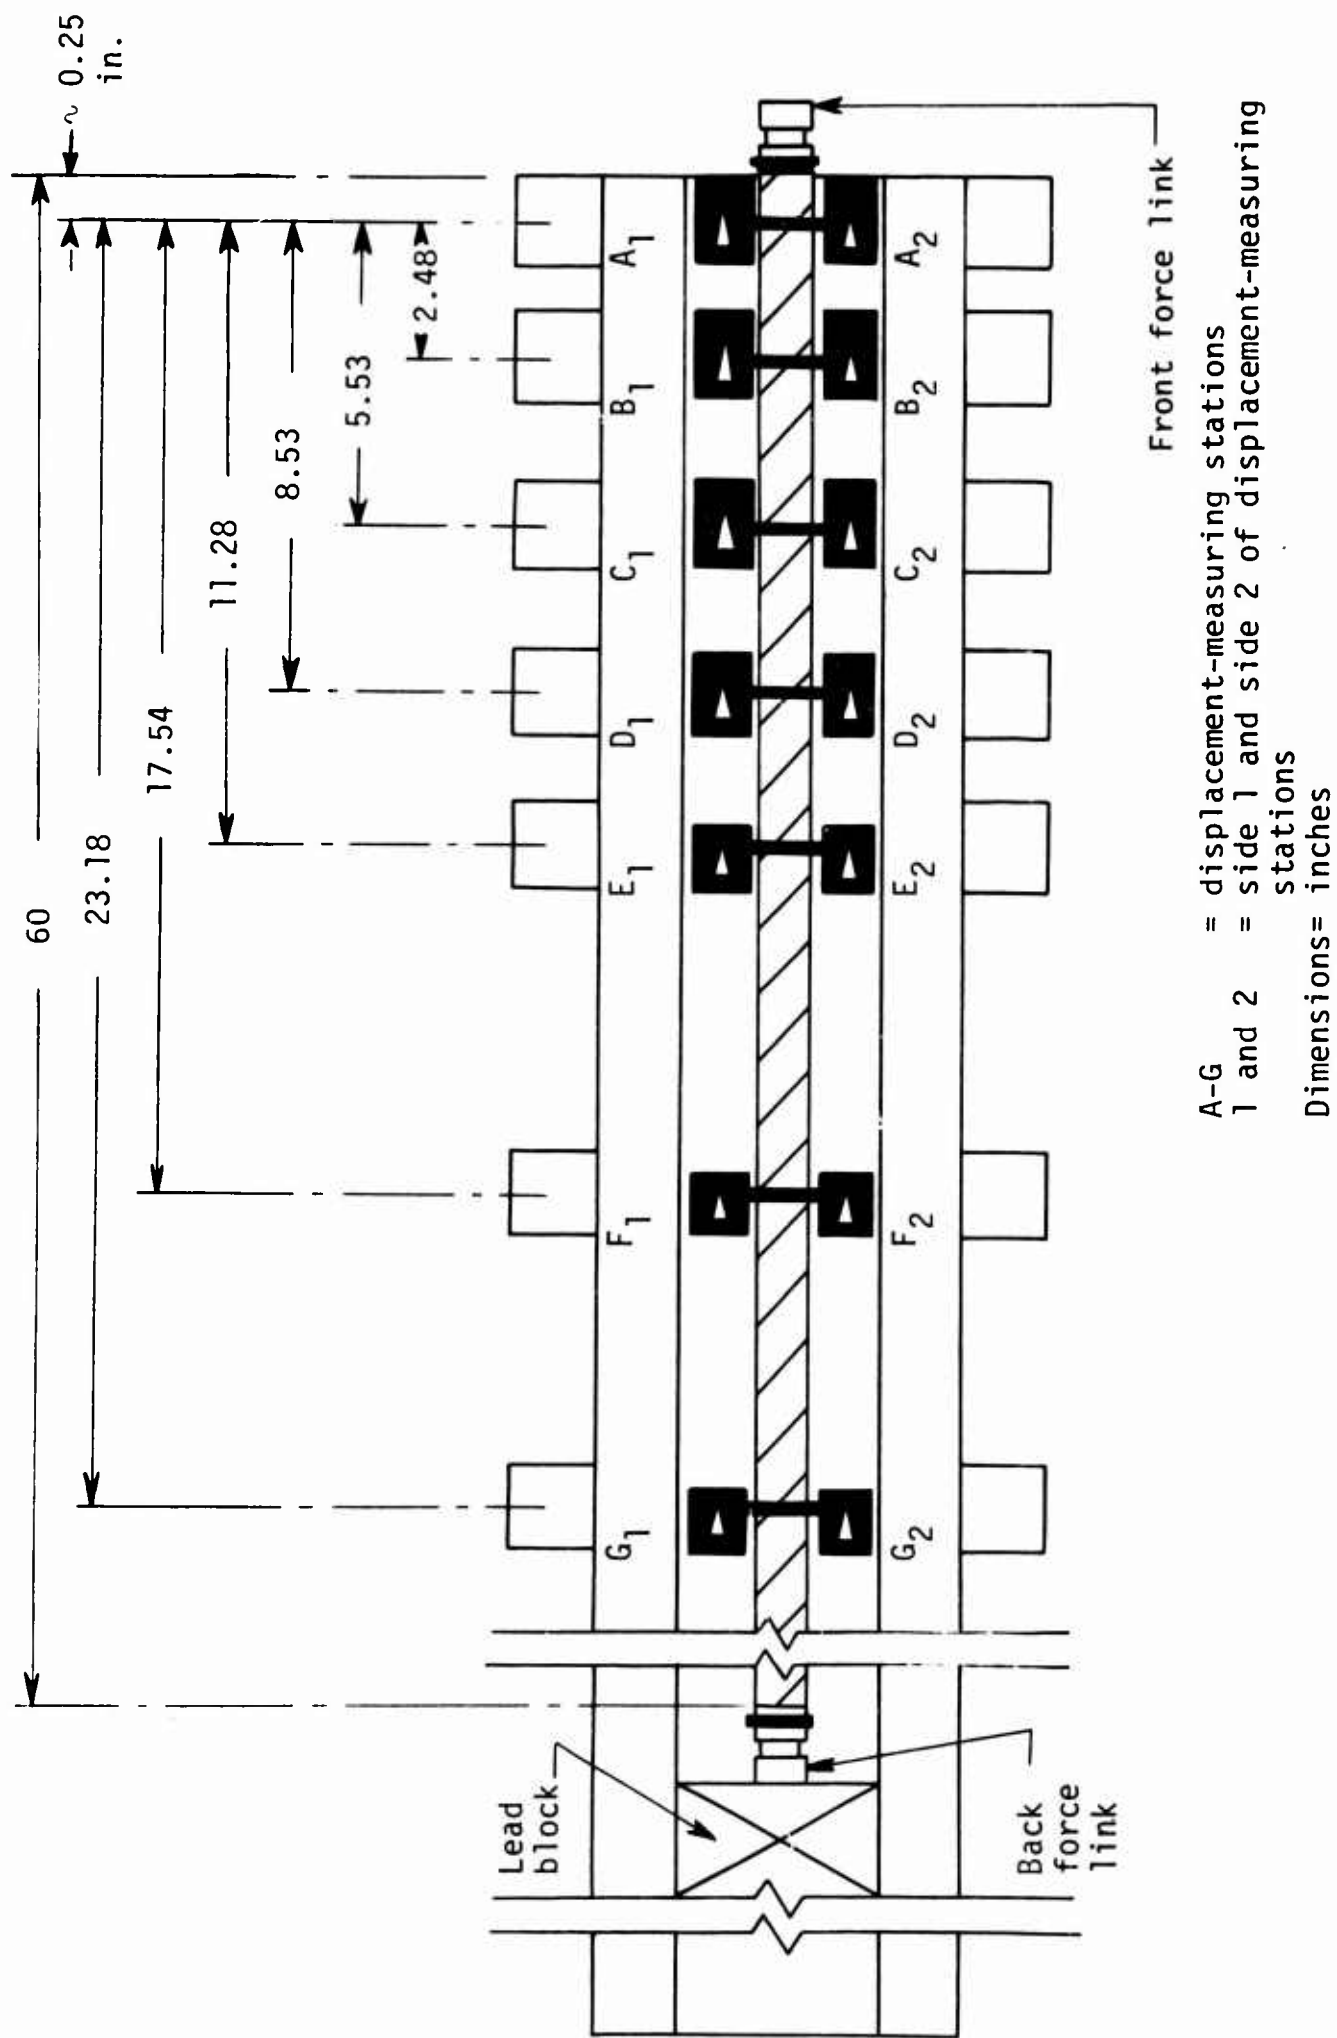 60
~ 0.25
in.
23.18
17.54
11.28
8.53
5.53
2.48
G1
F1
E1
D1
C1
B1
A1
G2
F2
E2
D2
C2
B2
A2
Lead
block
Back
force
link
Front force link
A-G = displacement-measuring stations
1 and 2 = side 1 and side 2 of displacement-measuring
stations
Dimensions= inches